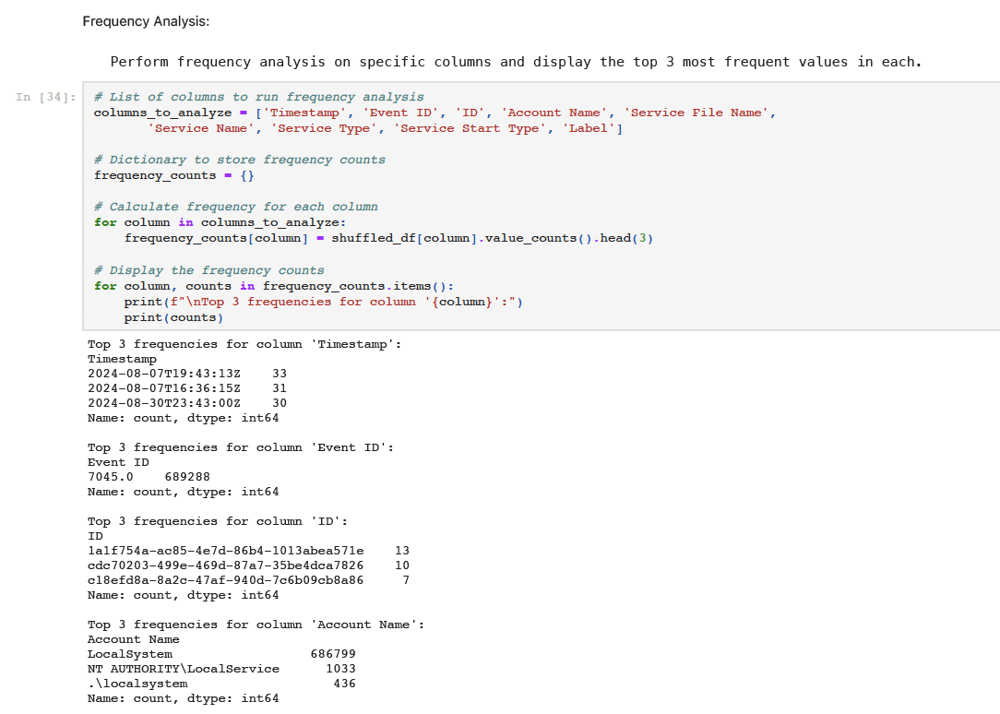 Frequency Analysis:
Perform frequency analysis on specific columns and display the top 3 most frequent values in each.
In [34]:
# List of columns to run frequency analysis
columns_to_analyze = ['Timestamp', 'Event ID', 'ID', 'Account Name', 'Service File Name',
       'Service Name', 'Service Type', 'Service Start Type', 'Label']
# Dictionary to store frequency counts
frequency_counts = {}
# Calculate frequency for each column
for column in columns_to_analyze:
    frequency_counts[column] = shuffled_df[column].value_counts().head(3)
# Display the frequency counts
for column, counts in frequency_counts.items():
    print(f"\nTop 3 frequencies for column '{column}':")
    print(counts)
Top 3 frequencies for column 'Timestamp':
Timestamp
2024-08-07T19:43:13Z    33
2024-08-07T16:36:15Z    31
2024-08-30T23:43:00Z    30
Name: count, dtype: int64
Top 3 frequencies for column 'Event ID':
Event ID
7045.0    689288
Name: count, dtype: int64
Top 3 frequencies for column 'ID':
ID
1a1f754a-ac85-4e7d-86b4-1013abea571e    13
cdc70203-499e-469d-87a7-35be4dca7826    10
c18efd8a-8a2c-47af-940d-7c6b09cb8a86     7
Name: count, dtype: int64
Top 3 frequencies for column 'Account Name':
Account Name
LocalSystem                  686799
NT AUTHORITY\LocalService      1033
.\localsystem                   436
Name: count, dtype: int64